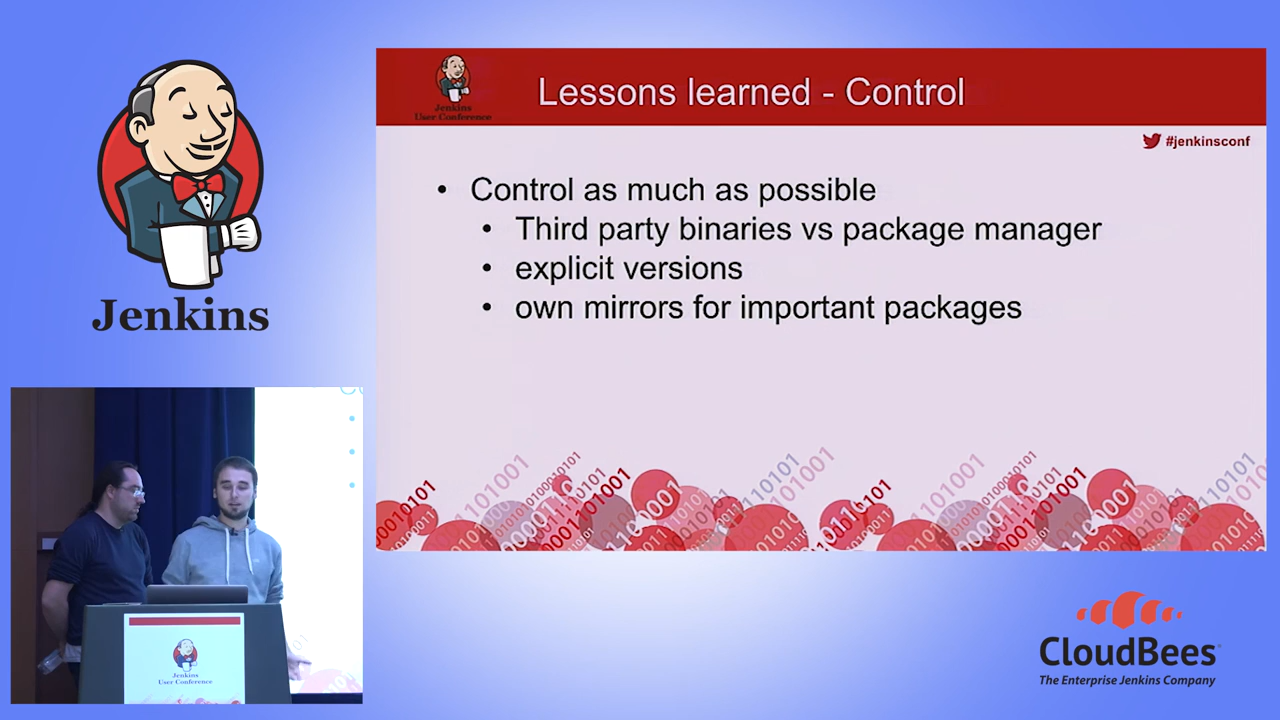 Jenkins
Jenkins
User Conference
Lessons learned - Control
#jenkinsconf
• Control as much as possible
• Third party binaries vs package manager
• explicit versions
• own mirrors for important packages
Jenkins
User Conference
CloudBees
The Enterprise Jenkins Company